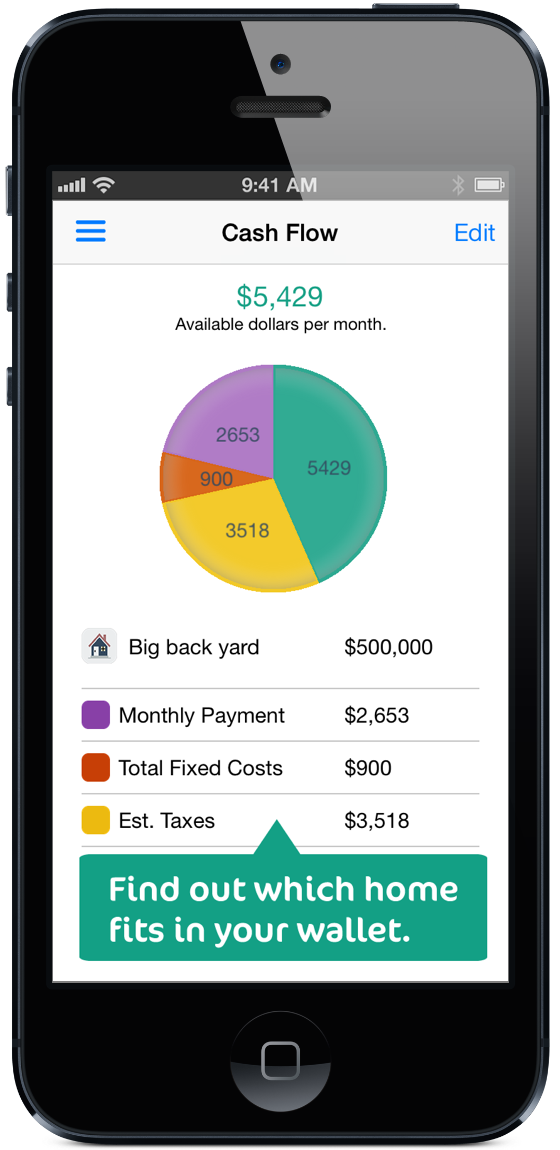 9:41 AM
Cash Flow
Edit
$5,429
Available dollars per month.
2653
5429
900
3518
Big back yard $500,000
Monthly Payment $2,653
Total Fixed Costs $900
Est. Taxes $3,518
Find out which home
fits in your wallet.